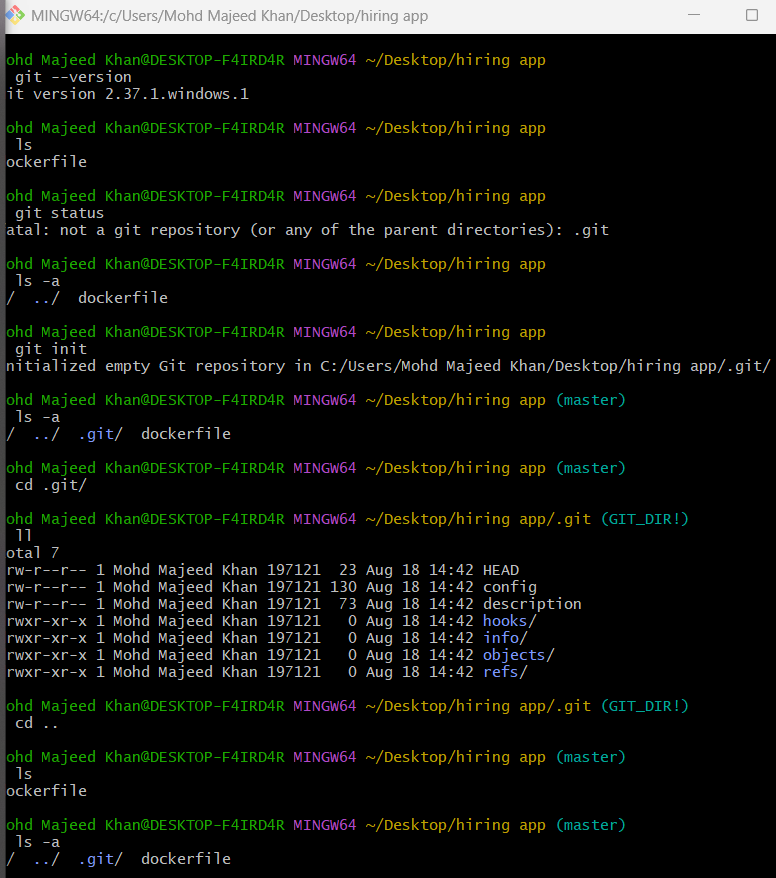 MINGW64:/c/Users/Mohd Majeed Khan/Desktop/hiring app
ohd Majeed Khan@DESKTOP-F4IRD4R MINGW64 ~/Desktop/hiring app
git --version
it version 2.37.1.windows.1
ohd Majeed Khan@DESKTOP-F4IRD4R MINGW64 ~/Desktop/hiring app
ls
ockerfile
ohd Majeed Khan@DESKTOP-F4IRD4R MINGW64 ~/Desktop/hiring app
git status
atal: not a git repository (or any of the parent directories): .git
ohd Majeed Khan@DESKTOP-F4IRD4R MINGW64 ~/Desktop/hiring app
ls -a
/  ../  dockerfile
ohd Majeed Khan@DESKTOP-F4IRD4R MINGW64 ~/Desktop/hiring app
git init
nitialized empty Git repository in C:/Users/Mohd Majeed Khan/Desktop/hiring app/.git/
ohd Majeed Khan@DESKTOP-F4IRD4R MINGW64 ~/Desktop/hiring app (master)
ls -a
/  ../  .git/  dockerfile
ohd Majeed Khan@DESKTOP-F4IRD4R MINGW64 ~/Desktop/hiring app (master)
cd .git/
ohd Majeed Khan@DESKTOP-F4IRD4R MINGW64 ~/Desktop/hiring app/.git (GIT_DIR!)
ll
otal 7
rw-r--r-- 1 Mohd Majeed Khan 197121  23 Aug 18 14:42 HEAD
rw-r--r-- 1 Mohd Majeed Khan 197121 130 Aug 18 14:42 config
rw-r--r-- 1 Mohd Majeed Khan 197121  73 Aug 18 14:42 description
rwxr-xr-x 1 Mohd Majeed Khan 197121   0 Aug 18 14:42 hooks/
rwxr-xr-x 1 Mohd Majeed Khan 197121   0 Aug 18 14:42 info/
rwxr-xr-x 1 Mohd Majeed Khan 197121   0 Aug 18 14:42 objects/
rwxr-xr-x 1 Mohd Majeed Khan 197121   0 Aug 18 14:42 refs/
ohd Majeed Khan@DESKTOP-F4IRD4R MINGW64 ~/Desktop/hiring app/.git (GIT_DIR!)
cd ..
ohd Majeed Khan@DESKTOP-F4IRD4R MINGW64 ~/Desktop/hiring app (master)
ls
ockerfile
ohd Majeed Khan@DESKTOP-F4IRD4R MINGW64 ~/Desktop/hiring app (master)
ls -a
/  ../  .git/  dockerfile